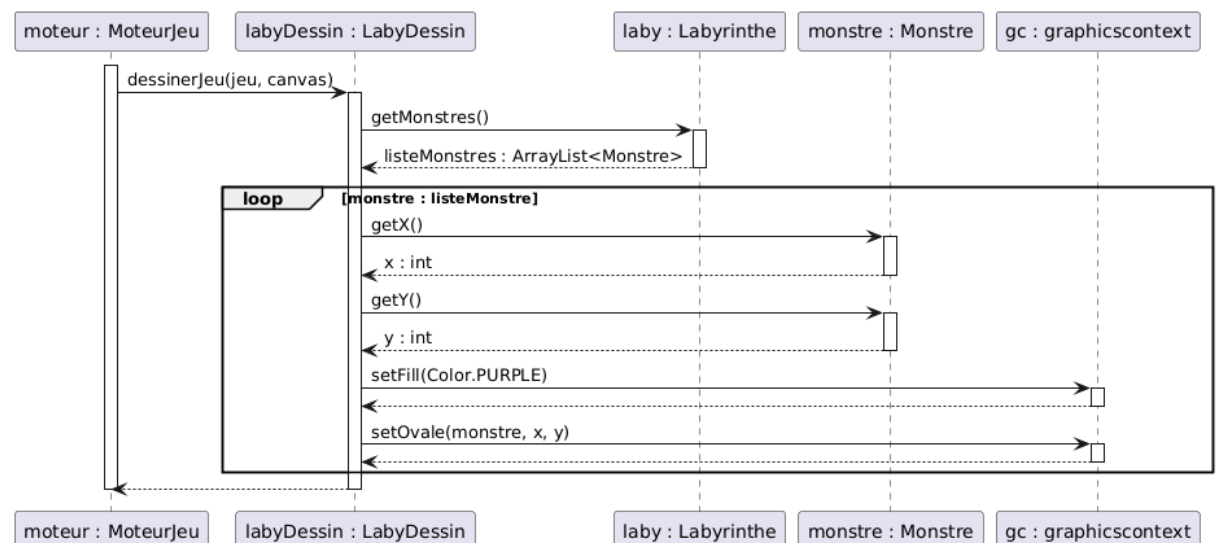 moteur : MoteurJeu labyDessin : LabyDessin laby : Labyrinthe monstre : Monstre gc : graphicscontext
dessinerJeu(jeu, canvas)
getMonstres()
listeMonstres : ArrayList<Monstre>
loop [monstre : listeMonstre]
getX()
x : int
getY()
y : int
setFill(Color.PURPLE)
setOvale(monstre, x, y)
moteur : MoteurJeu labyDessin : LabyDessin laby : Labyrinthe monstre : Monstre gc : graphicscontext